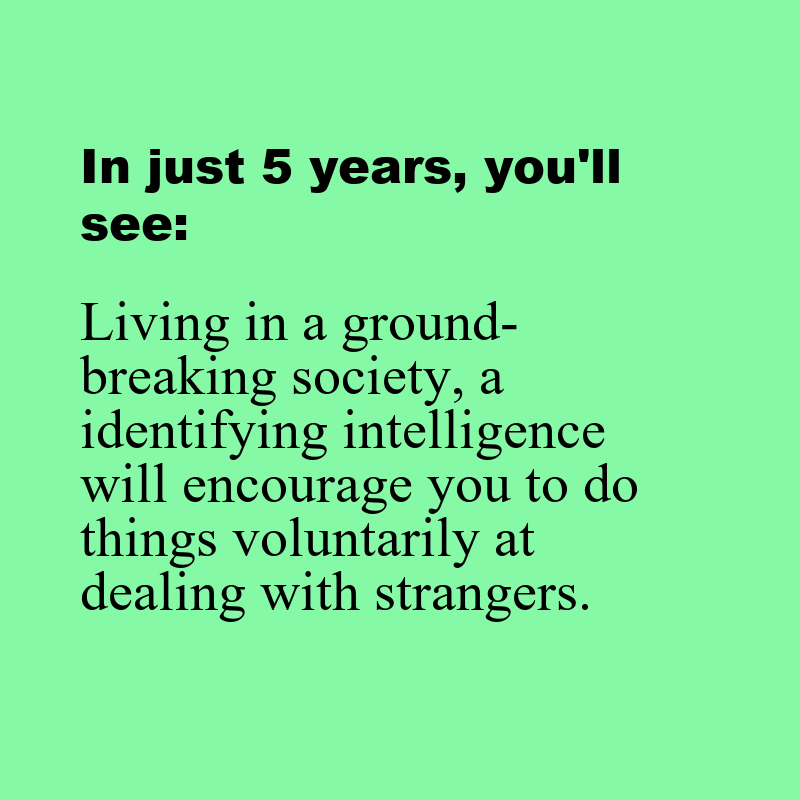 In just 5 years, you'll
see:
Living in a ground-
breaking society, a
identifying intelligence
will encourage you to do
things voluntarily at
dealing with strangers.